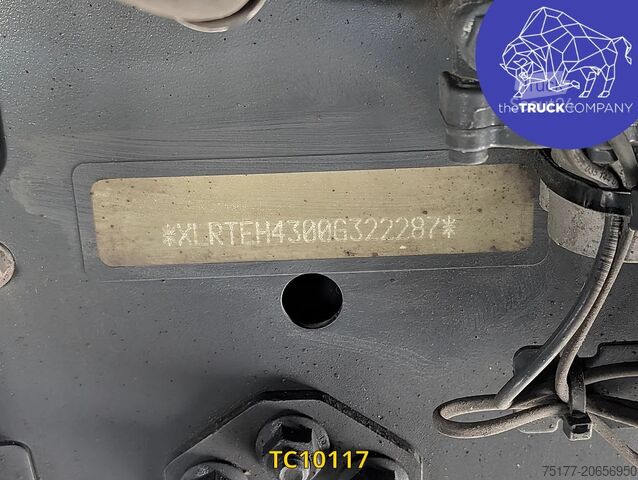 theTRUCKCOMPANY
*XLRTEH4300G322287*
TC10117
75177-20656950